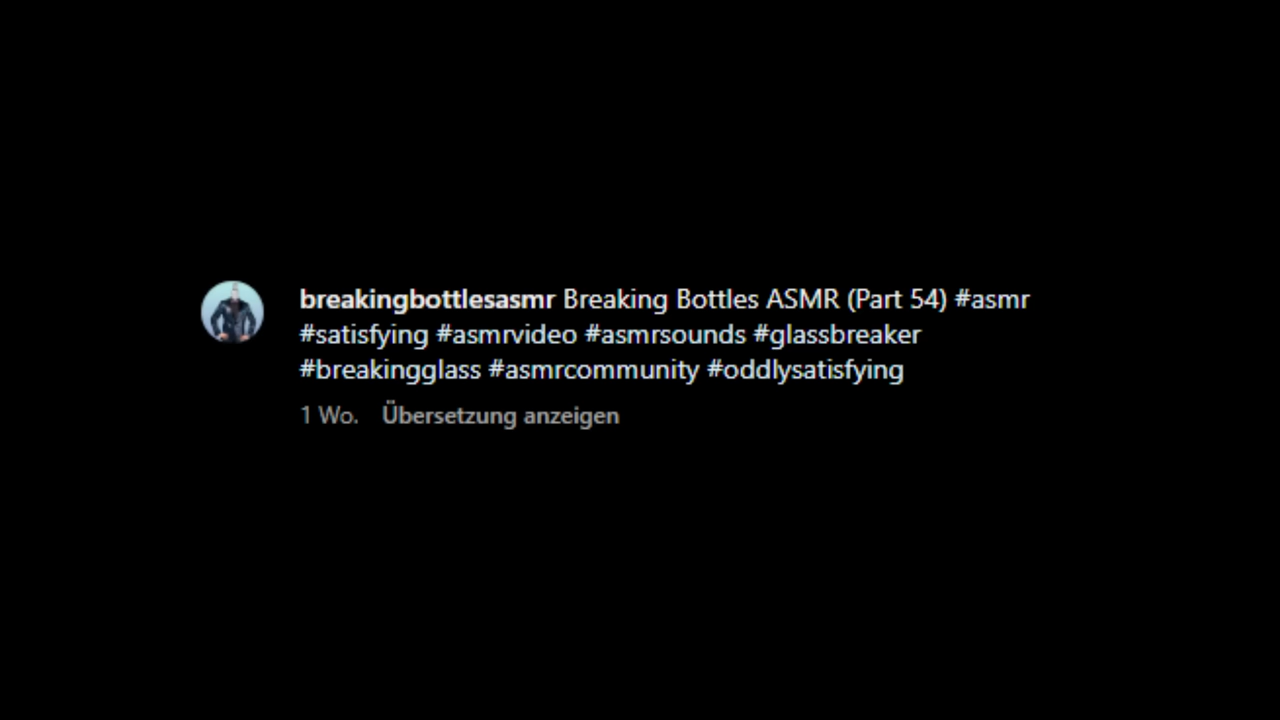 breakingbottlesasmr Breaking Bottles ASMR (Part 54) #asmr
#satisfying #asmrvideo #asmrsounds #glassbreaker
#breakingglass #asmrcommunity #oddlysatisfying
1 Wo. Übersetzung anzeigen